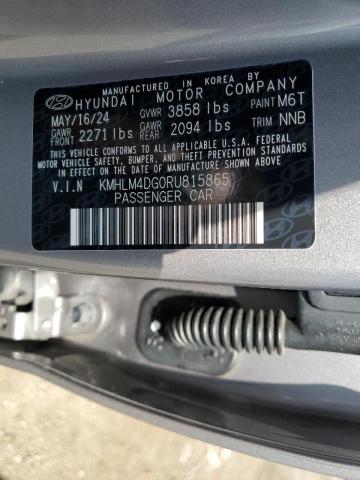 MANUFACTURED IN SOUTH KOREA BY
HYUNDAI MOTOR COMPANY
MAY/16/24 GVWR 3858 lbs PAINT M6T
GAWR FRONT 2271 lbs GAWR REAR 2094 lbs TRIM NNB
THIS VEHICLE CONFORMS TO ALL APPLICABLE FEDERAL MOTOR
VEHICLE SAFETY, BUMPER, AND THEFT PREVENTION STANDARDS
IN EFFECT ON THE DATE OF MANUFACTURE SHOWN
ABOVE. U.S.A.
V.I.N KMHLM4DG0RU815865
PASSENGER CAR